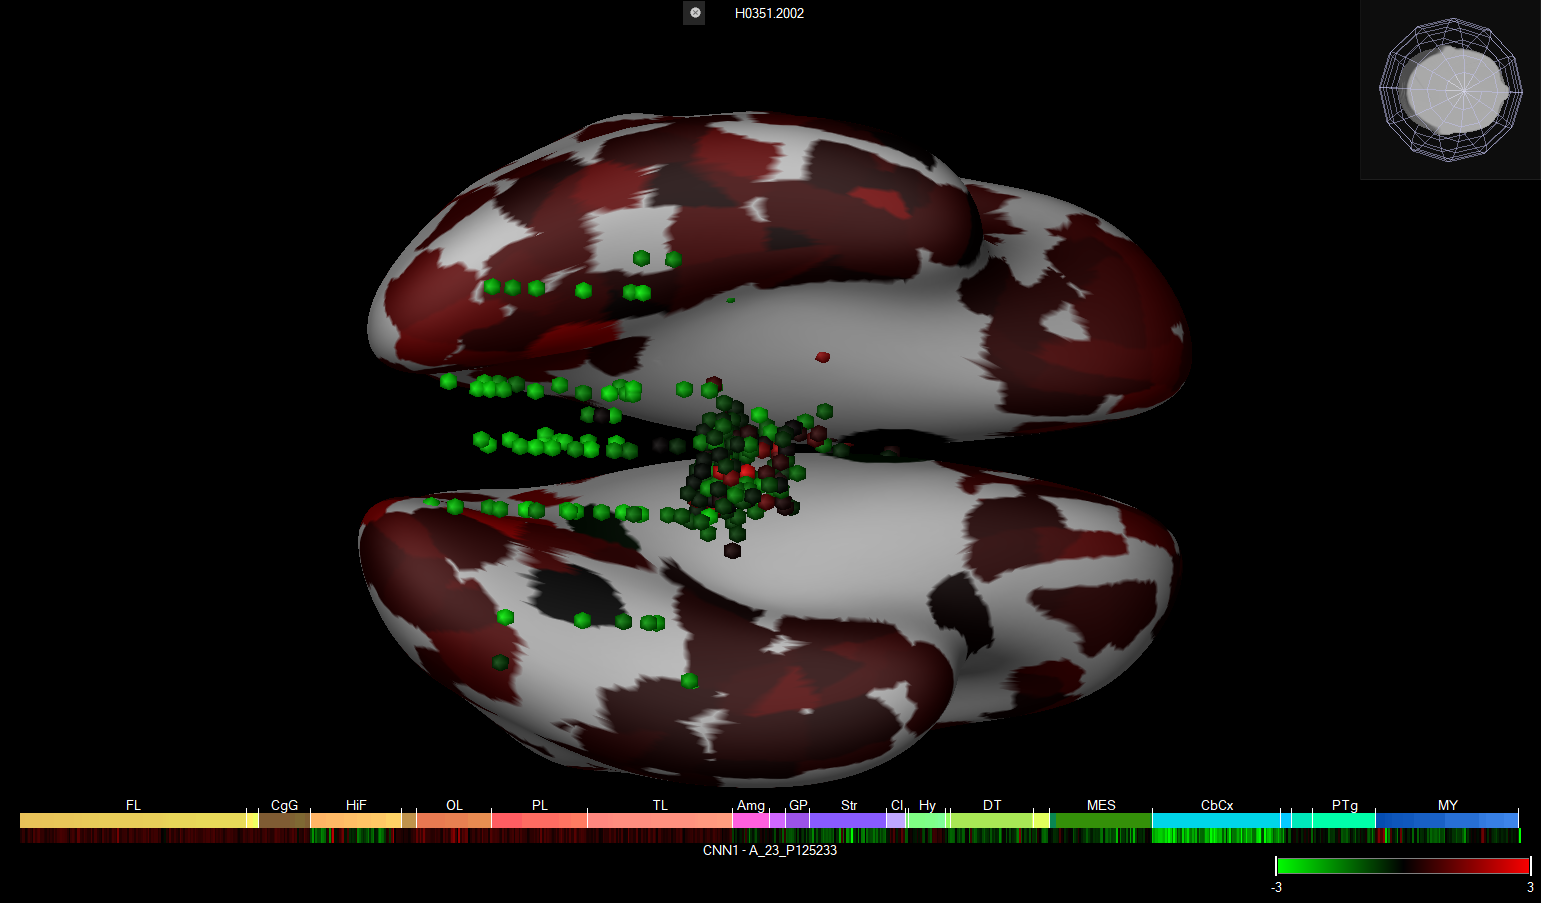 H0351.2002
FL CgG HiF OL PL TL Amg GP Str Cl Hy DT MES CbCx PTg MY
CNN1 - A_23_P125233
-3 3